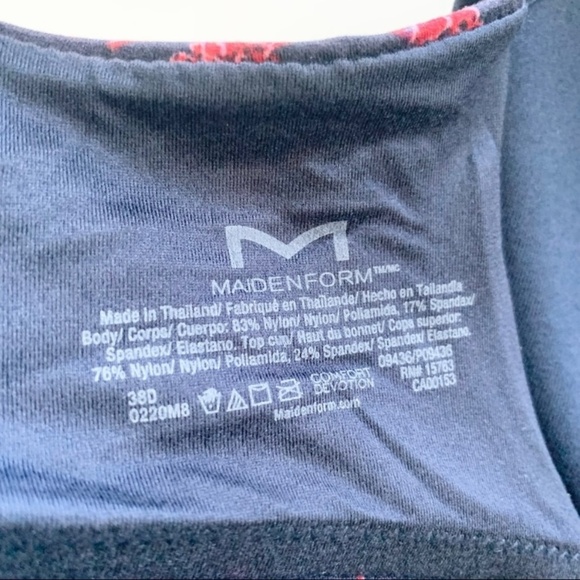 MAIDENFORM™/MC
Made in Thailand/ Fabriqué en Thaïlande/ Hecho en Tailandia
Body/ Corps/ Cuerpo: 83% Nylon/ Nylon/ Poliamida, 17% Spandex/
Spandex/ Elastano. Top cup/ Haut du bonnet/ Copa superior:
76% Nylon/ Nylon/ Poliamida, 24% Spandex/ Spandex/ Elastano.
09436/P09436
38D COMFORT RN# 15763
0220M8 DEVOTION CA00153
Maidenform.com